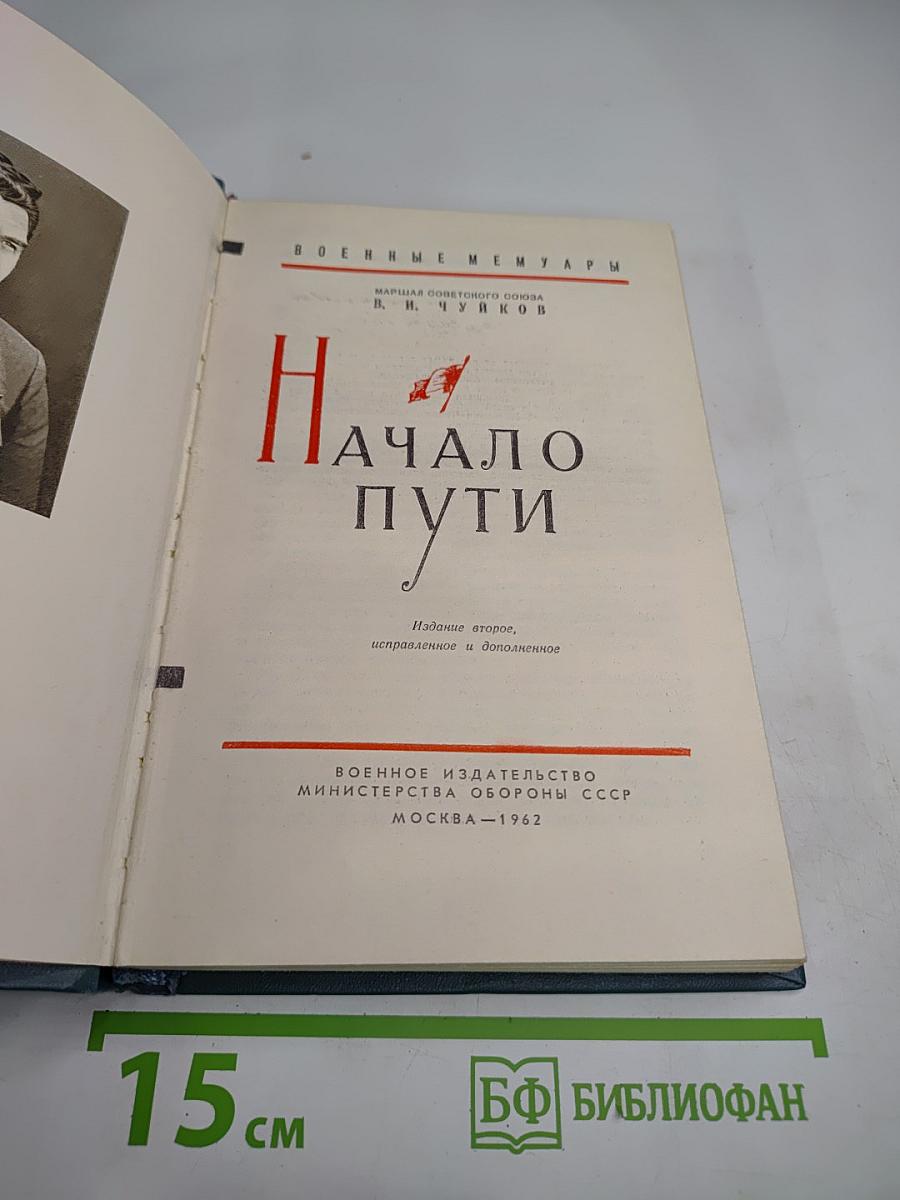 ВОЕННЫЕ МЕМУАРЫ
МАРШАЛ СОВЕТСКОГО СОЮЗА
В. И. ЧУЙКОВ
НАЧАЛО
ПУТИ
Издание второе,
исправленное и дополненное
ВОЕННОЕ ИЗДАТЕЛЬСТВО
МИНИСТЕРСТВА ОБОРОНЫ СССР
МОСКВА—1962
15 см
БФ БИБЛИОФАН